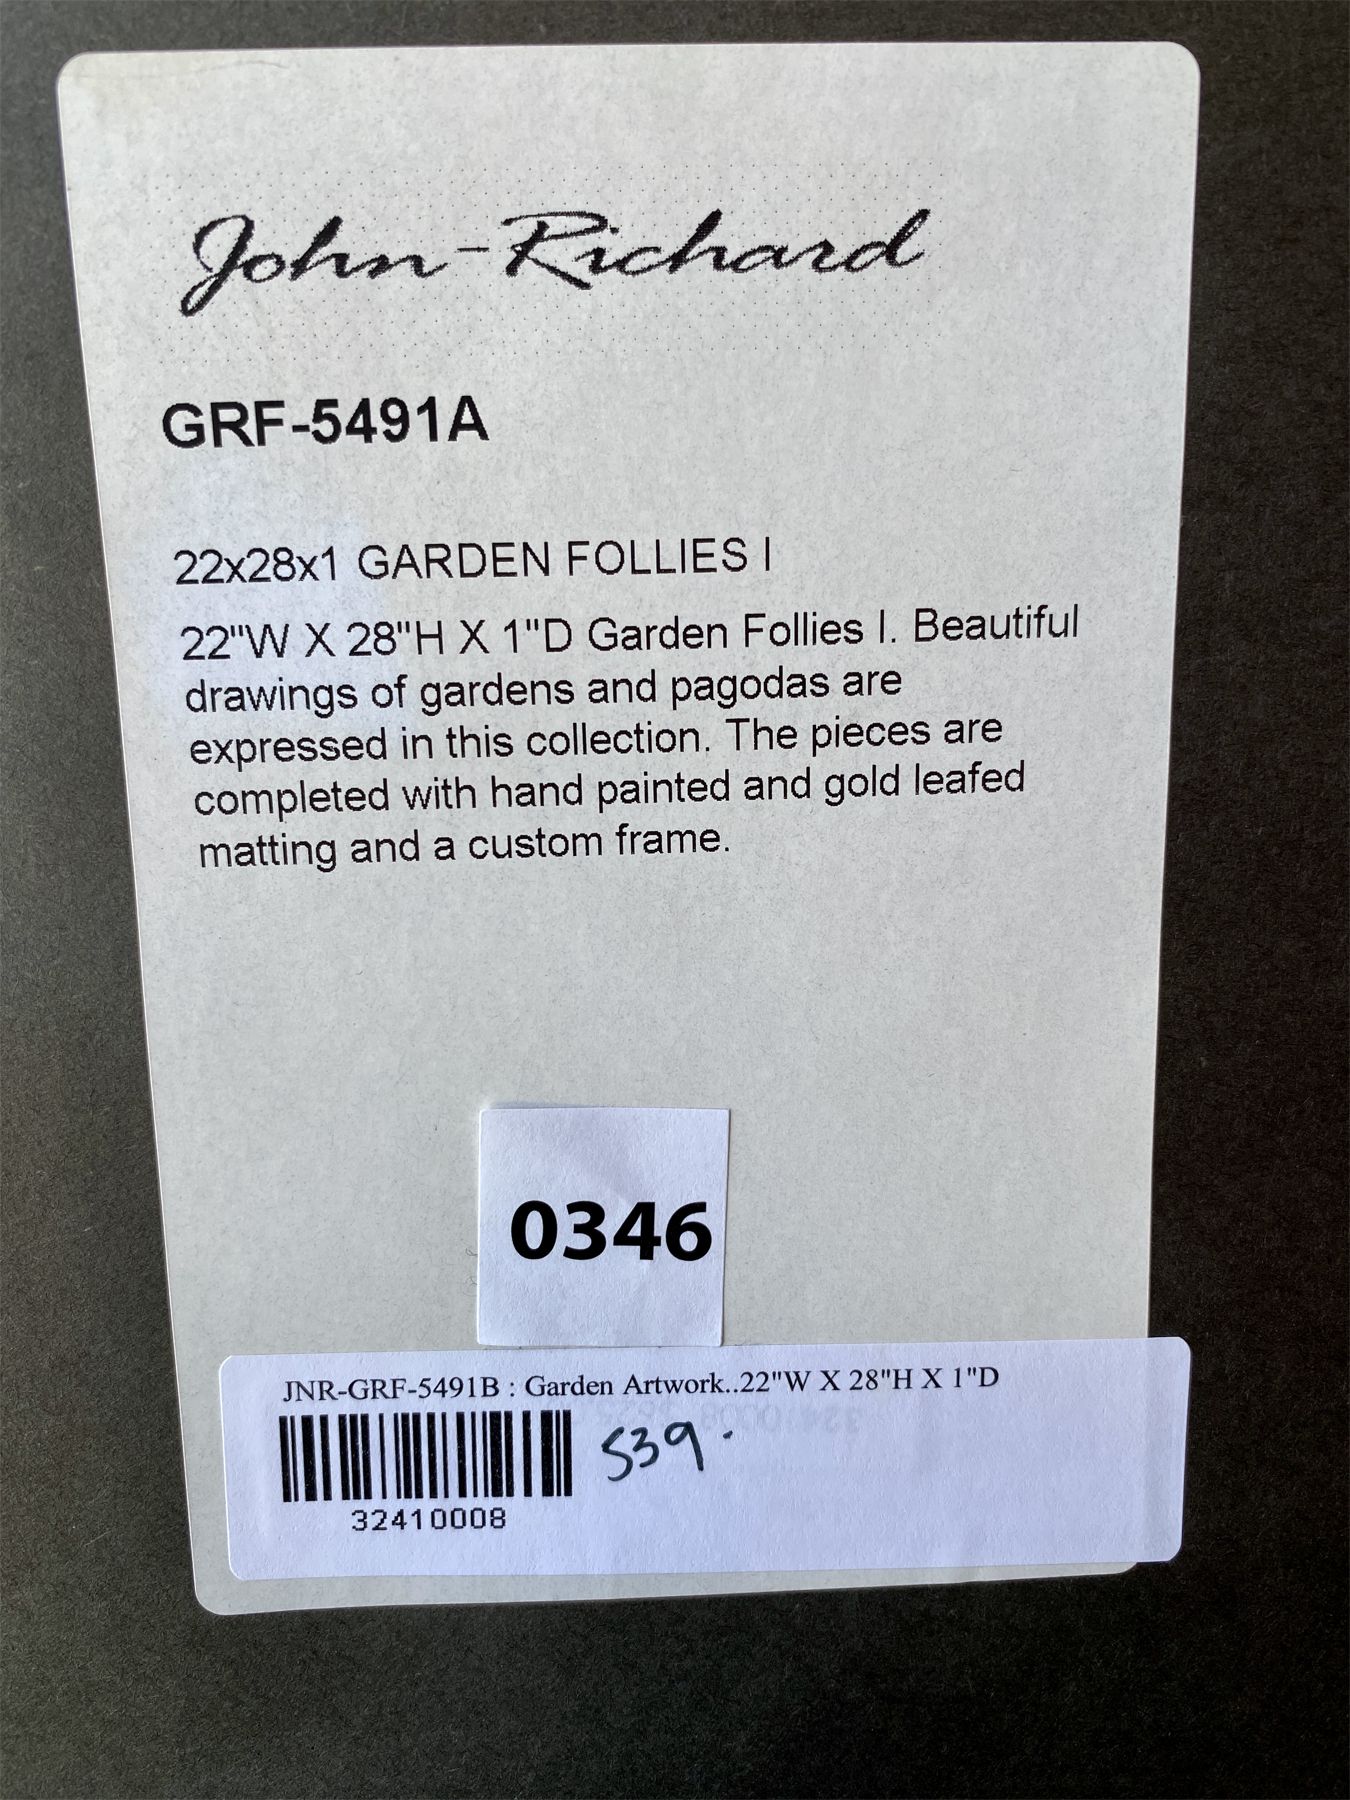 John-Richard
GRF-5491A
22x28x1 GARDEN FOLLIES I
22"W X 28"H X 1"D Garden Follies I. Beautiful
drawings of gardens and pagodas are
expressed in this collection. The pieces are
completed with hand painted and gold leafed
matting and a custom frame.
0346
JNR-GRF-5491B : Garden Artwork..22"W X 28"H X 1"D
539.
32410008